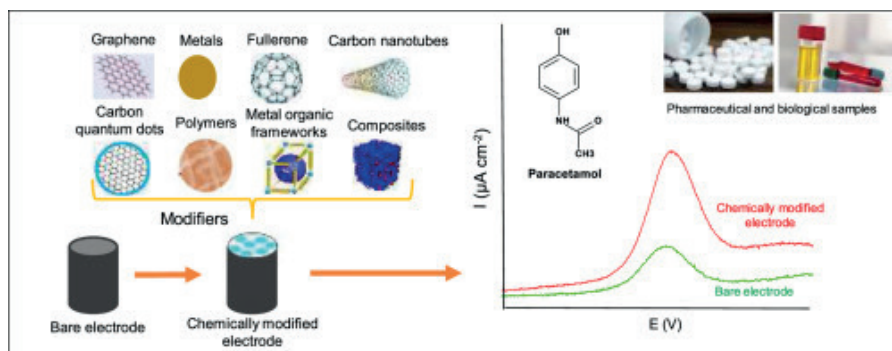 Graphene
Metals
Fullerene
Carbon nanotubes
Carbon
quantum dots
Polymers
Metal organic
frameworks
Composites
Modifiers
Bare electrode
Chemically modified
electrode
OH
NH
O
CH3
Paracetamol
Pharmaceutical and biological samples
I (µA cm-2)
Chemically modified
electrode
Bare electrode
E (V)